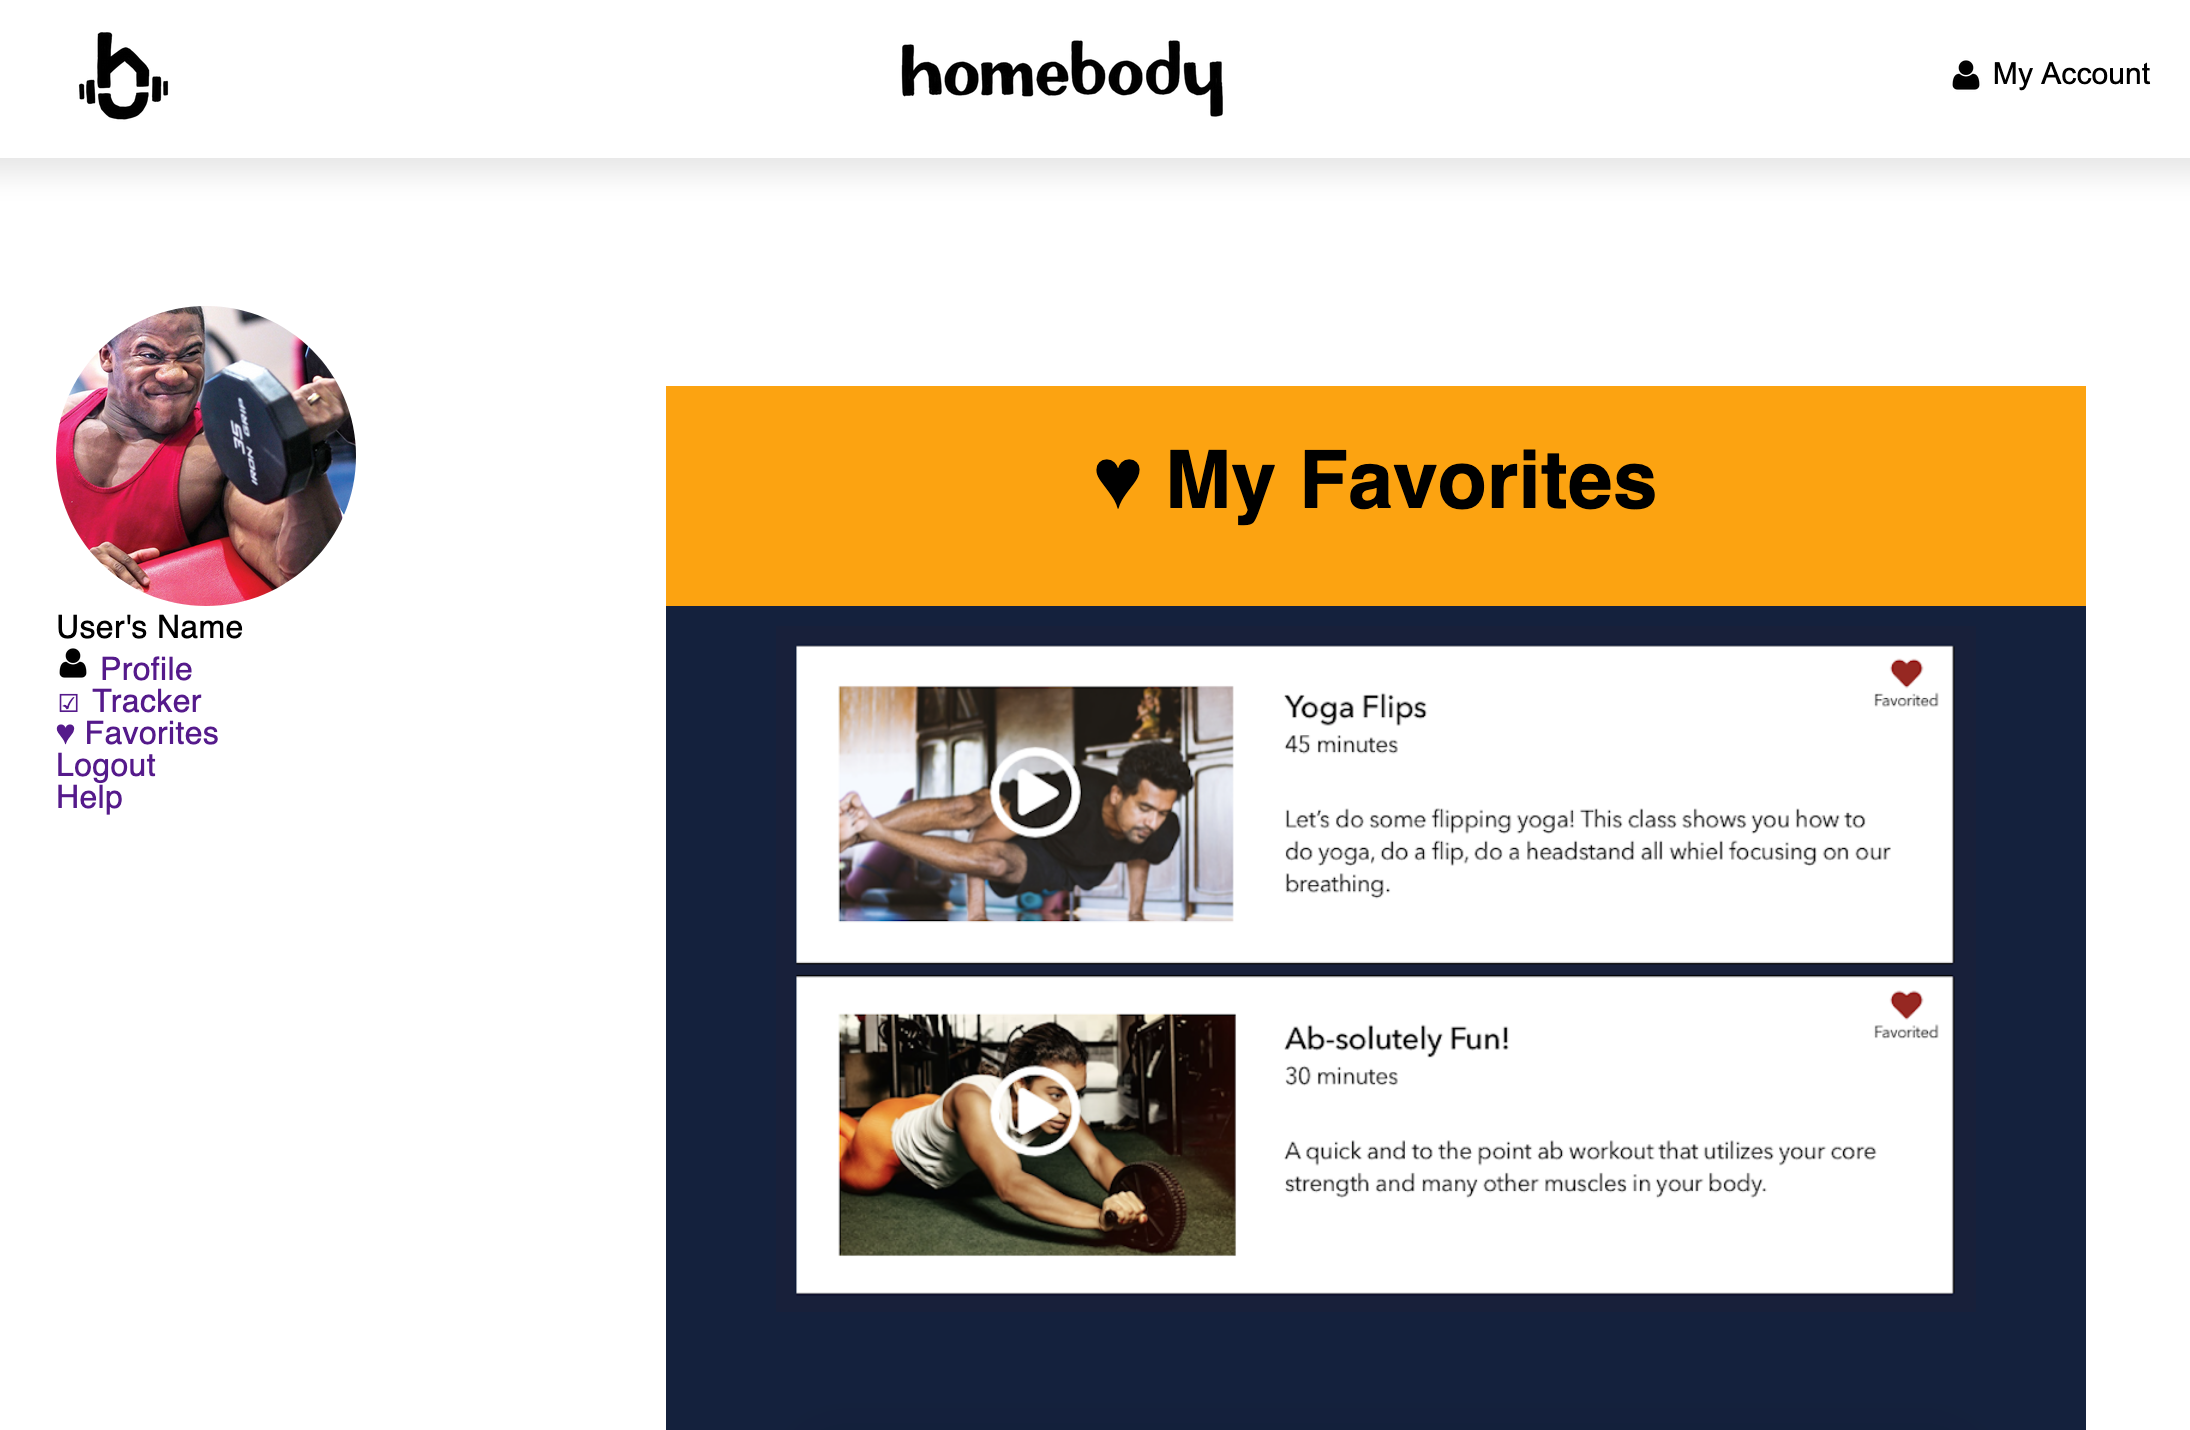 homebody
My Account
35
IRON GRIP
User's Name
Profile
☑ Tracker
♥ Favorites
Logout
Help
♥ My Favorites
Favorited
Yoga Flips
45 minutes
Let's do some flipping yoga! This class shows you how to
do yoga, do a flip, do a headstand all whiel focusing on our
breathing.
Favorited
Ab-solutely Fun!
30 minutes
A quick and to the point ab workout that utilizes your core
strength and many other muscles in your body.